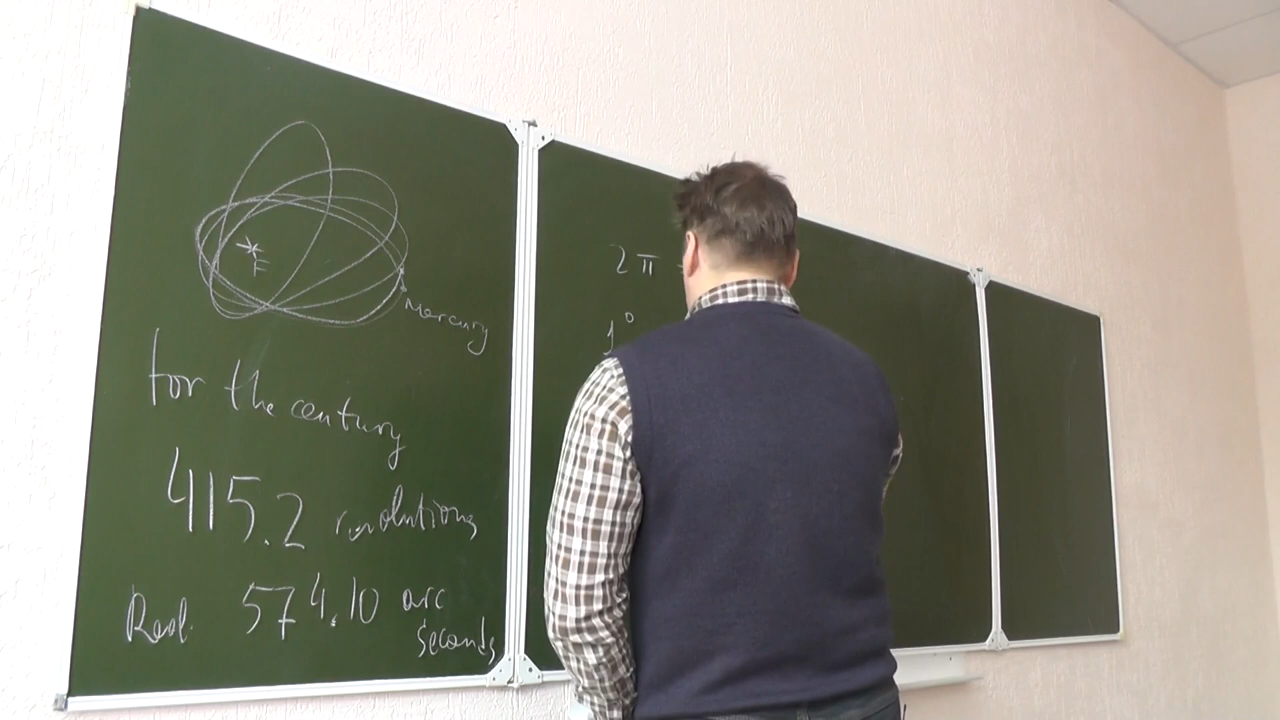 Mercury
for the century
415.2 revolutions
Real. 574.10 arc
seconds
2π
1°